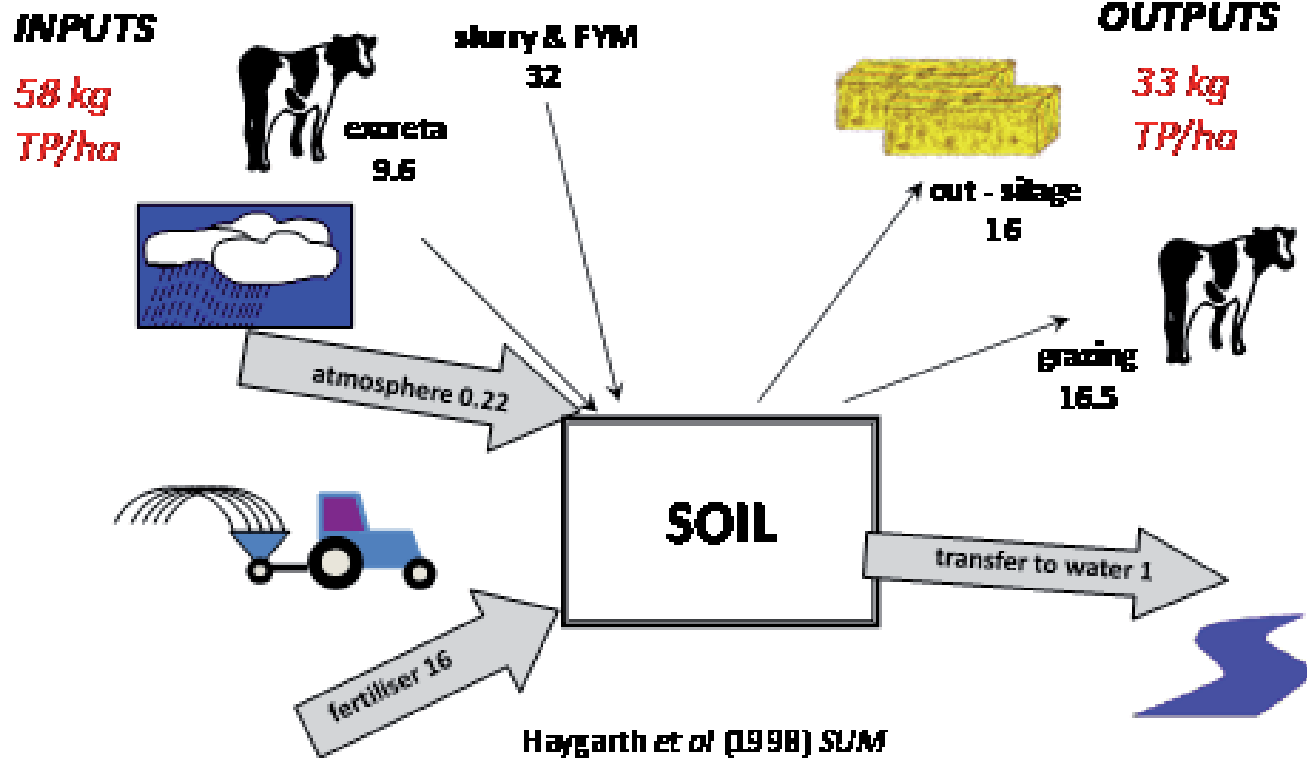 INPUTS
58 kg
TP/ha
excreta
9.6
slurry & FYM
32
OUTPUTS
33 kg
TP/ha
out - silage
16
grazing
16.5
atmosphere 0.22
SOIL
transfer to water 1
fertiliser 16
Haygarth et al (1998) SUM